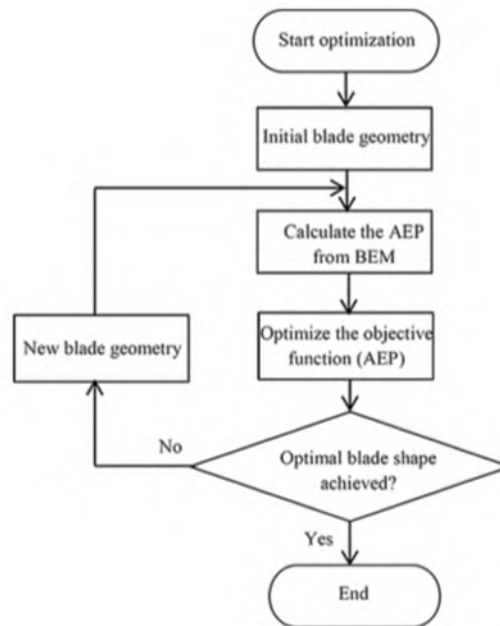 Start optimization
Initial blade geometry
Calculate the AEP
from BEM
Optimize the objective
function (AEP)
New blade geometry
No
Optimal blade shape
achieved?
Yes
End